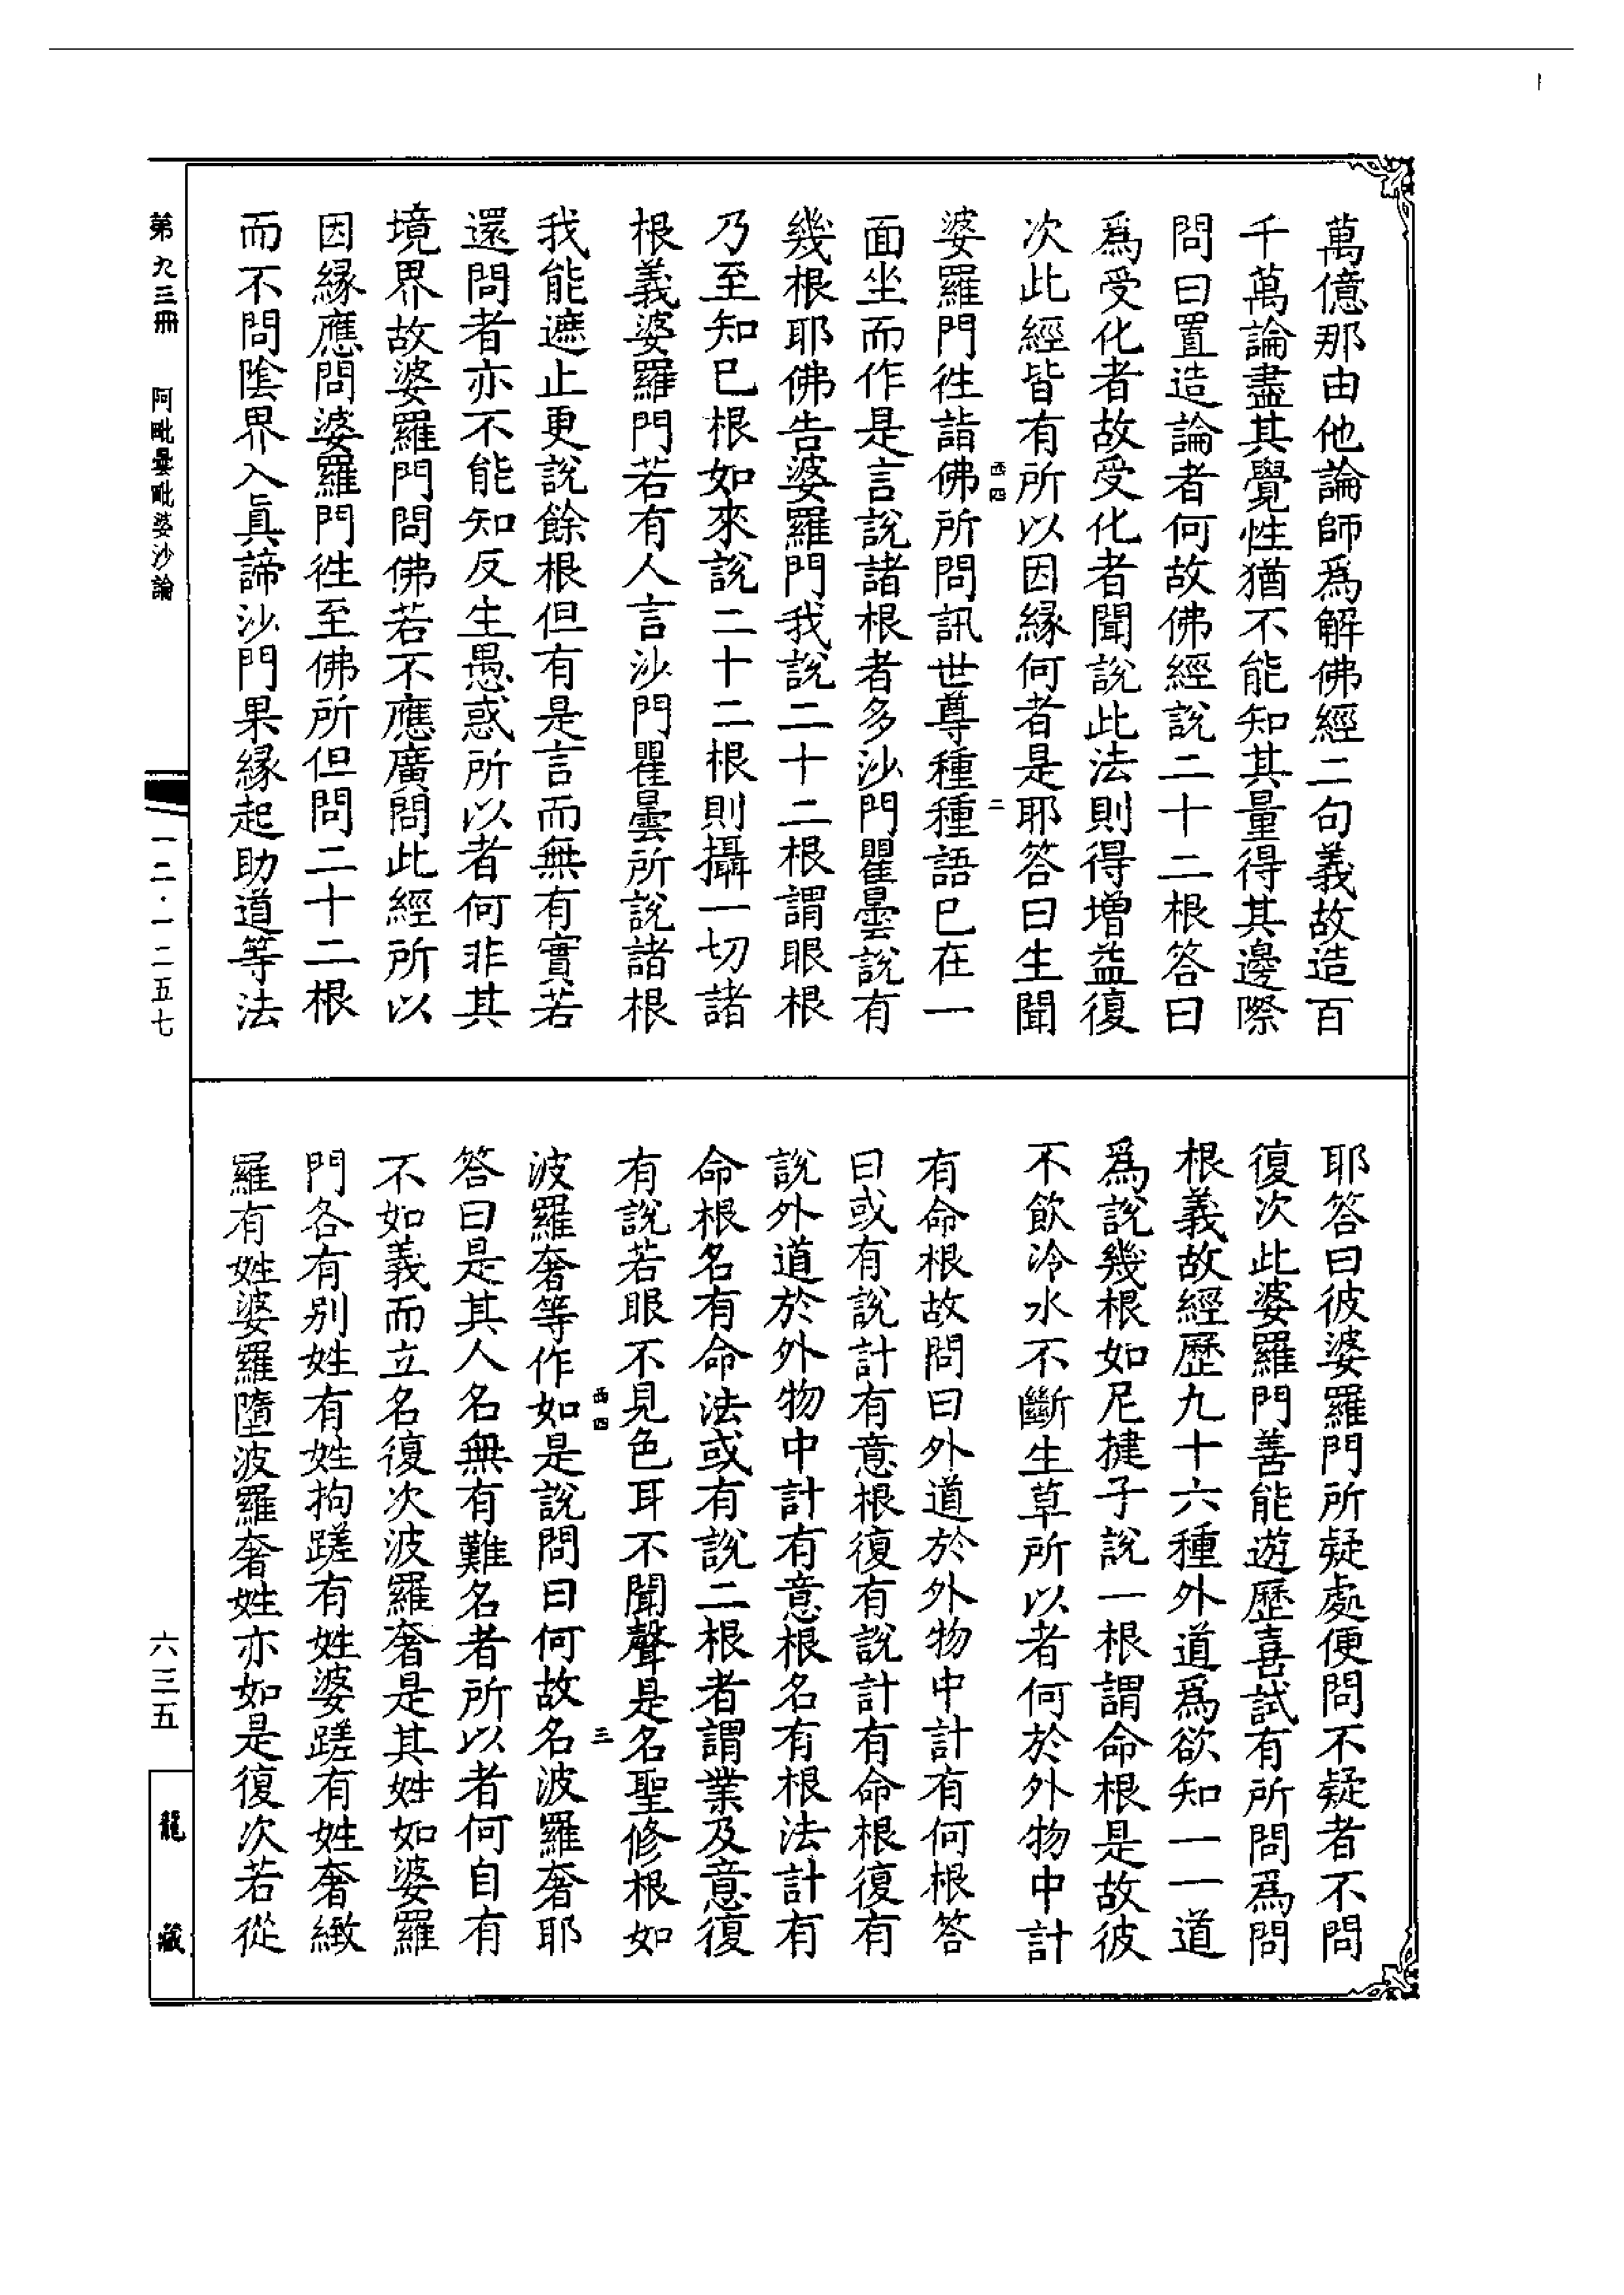 萬億那由他論師爲解佛經二句義故造百
千萬論盡其覺性猶不能知其量得其邊際
問曰置造論者何故佛經說二十二根答曰
爲受化者故受化者聞說此法則得增益復
次此經皆有所以因緣何者是耶答曰生聞
西四
二
婆羅門徃詣佛所問訊世尊種種語已在一
面坐而作是言說諸根者多沙門瞿曇說有
幾根耶佛告婆羅門我說二十二根謂眼根
乃至知已根如來說二十二根則攝一切諸
根義婆羅門若有人言沙門瞿曇所說諸根
我能遮止更說餘根但有是言而無有實若
還問者亦不能知反生愚惑所以者何非其
境界故婆羅門問佛若不應廣問此經所以
因緣應問婆羅門徃至佛所但問二十二根
而不問陰界入眞諦沙門果緣起助道等法
耶答曰彼婆羅門所疑處便問不疑者不問
復次此婆羅門善能遊歷喜試有所問爲問
根義故經歷九十六種外道爲欲知一一道
爲說幾根如尼揵子說一根謂命根是故彼
不飲冷水不斷生草所以者何於外物中計
有命根故問曰外道於外物中計有何根答
曰或有說計有意根復有說計有命根復有
說外道於外物中計有意根名有根法計有
命根名有命法或有說二根者謂業及意復
有說若眼不見色耳不聞聲是名聖修根如
西四
三
波羅奢等作如是說問曰何故名波羅奢耶
答曰是其人名無有難名者所以者何自有
不如義而立名復次波羅奢是其姓如婆羅
門各有別姓有姓拘蹉有姓婆蹉有姓奢緻
羅有姓婆羅墮波羅奢姓亦如是復次若從
第九三冊　阿毗曇毗婆沙論
一二·一二五七
六三五
龍藏